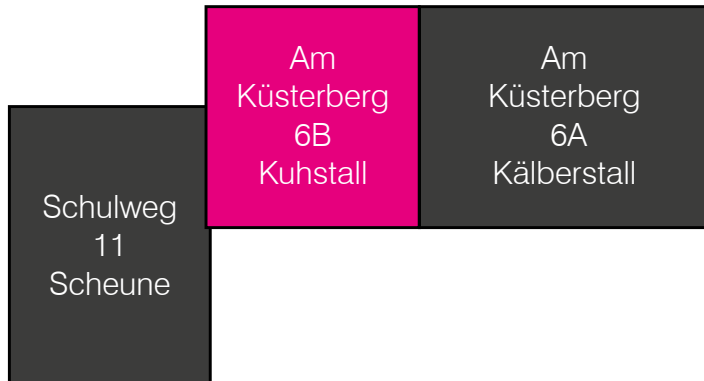 Am
Küsterberg
6B
Kuhstall
Am
Küsterberg
6A
Kälberstall
Schulweg
11
Scheune